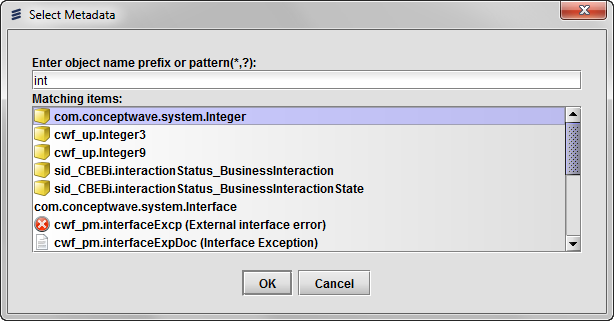 Select Metadata
Enter object name prefix or pattern(*,?):
int
Matching items:
com.conceptwave.system.Integer
cwf_up.Integer3
cwf_up.Integer9
sid_CBEBi.interactionStatus_BusinessInteraction
sid_CBEBi.interactionStatus_BusinessInteractionState
com.conceptwave.system.Interface
cwf_pm.interfaceExcp (External interface error)
cwf_pm.interfaceExpDoc (Interface Exception)
OK Cancel